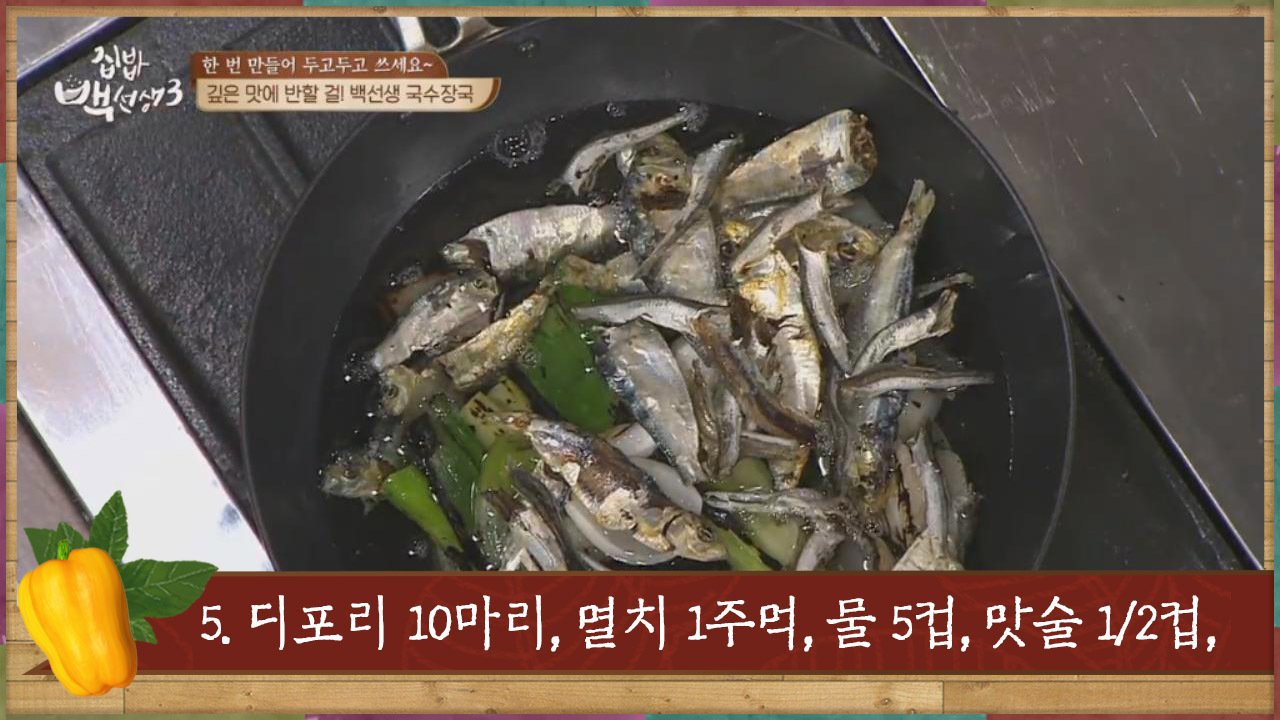 집밥
백선생3
한 번 만들어 두고두고 쓰세요~
깊은 맛에 반할 걸! 백선생 국수장국
5. 디포리 10마리, 멸치 1주먹, 물 5컵, 맛술 1/2컵,